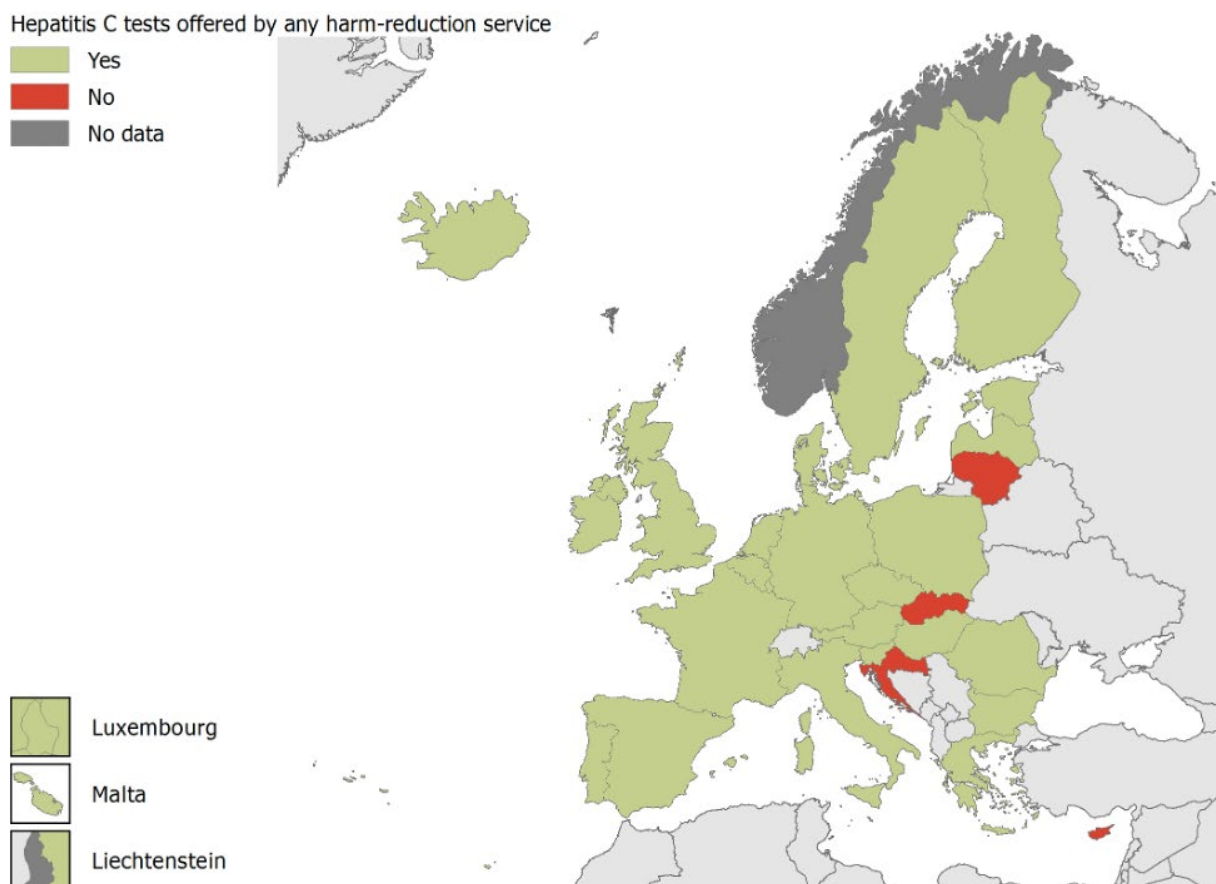 Hepatitis C tests offered by any harm-reduction service
Yes
No
No data
Luxembourg
Malta
Liechtenstein